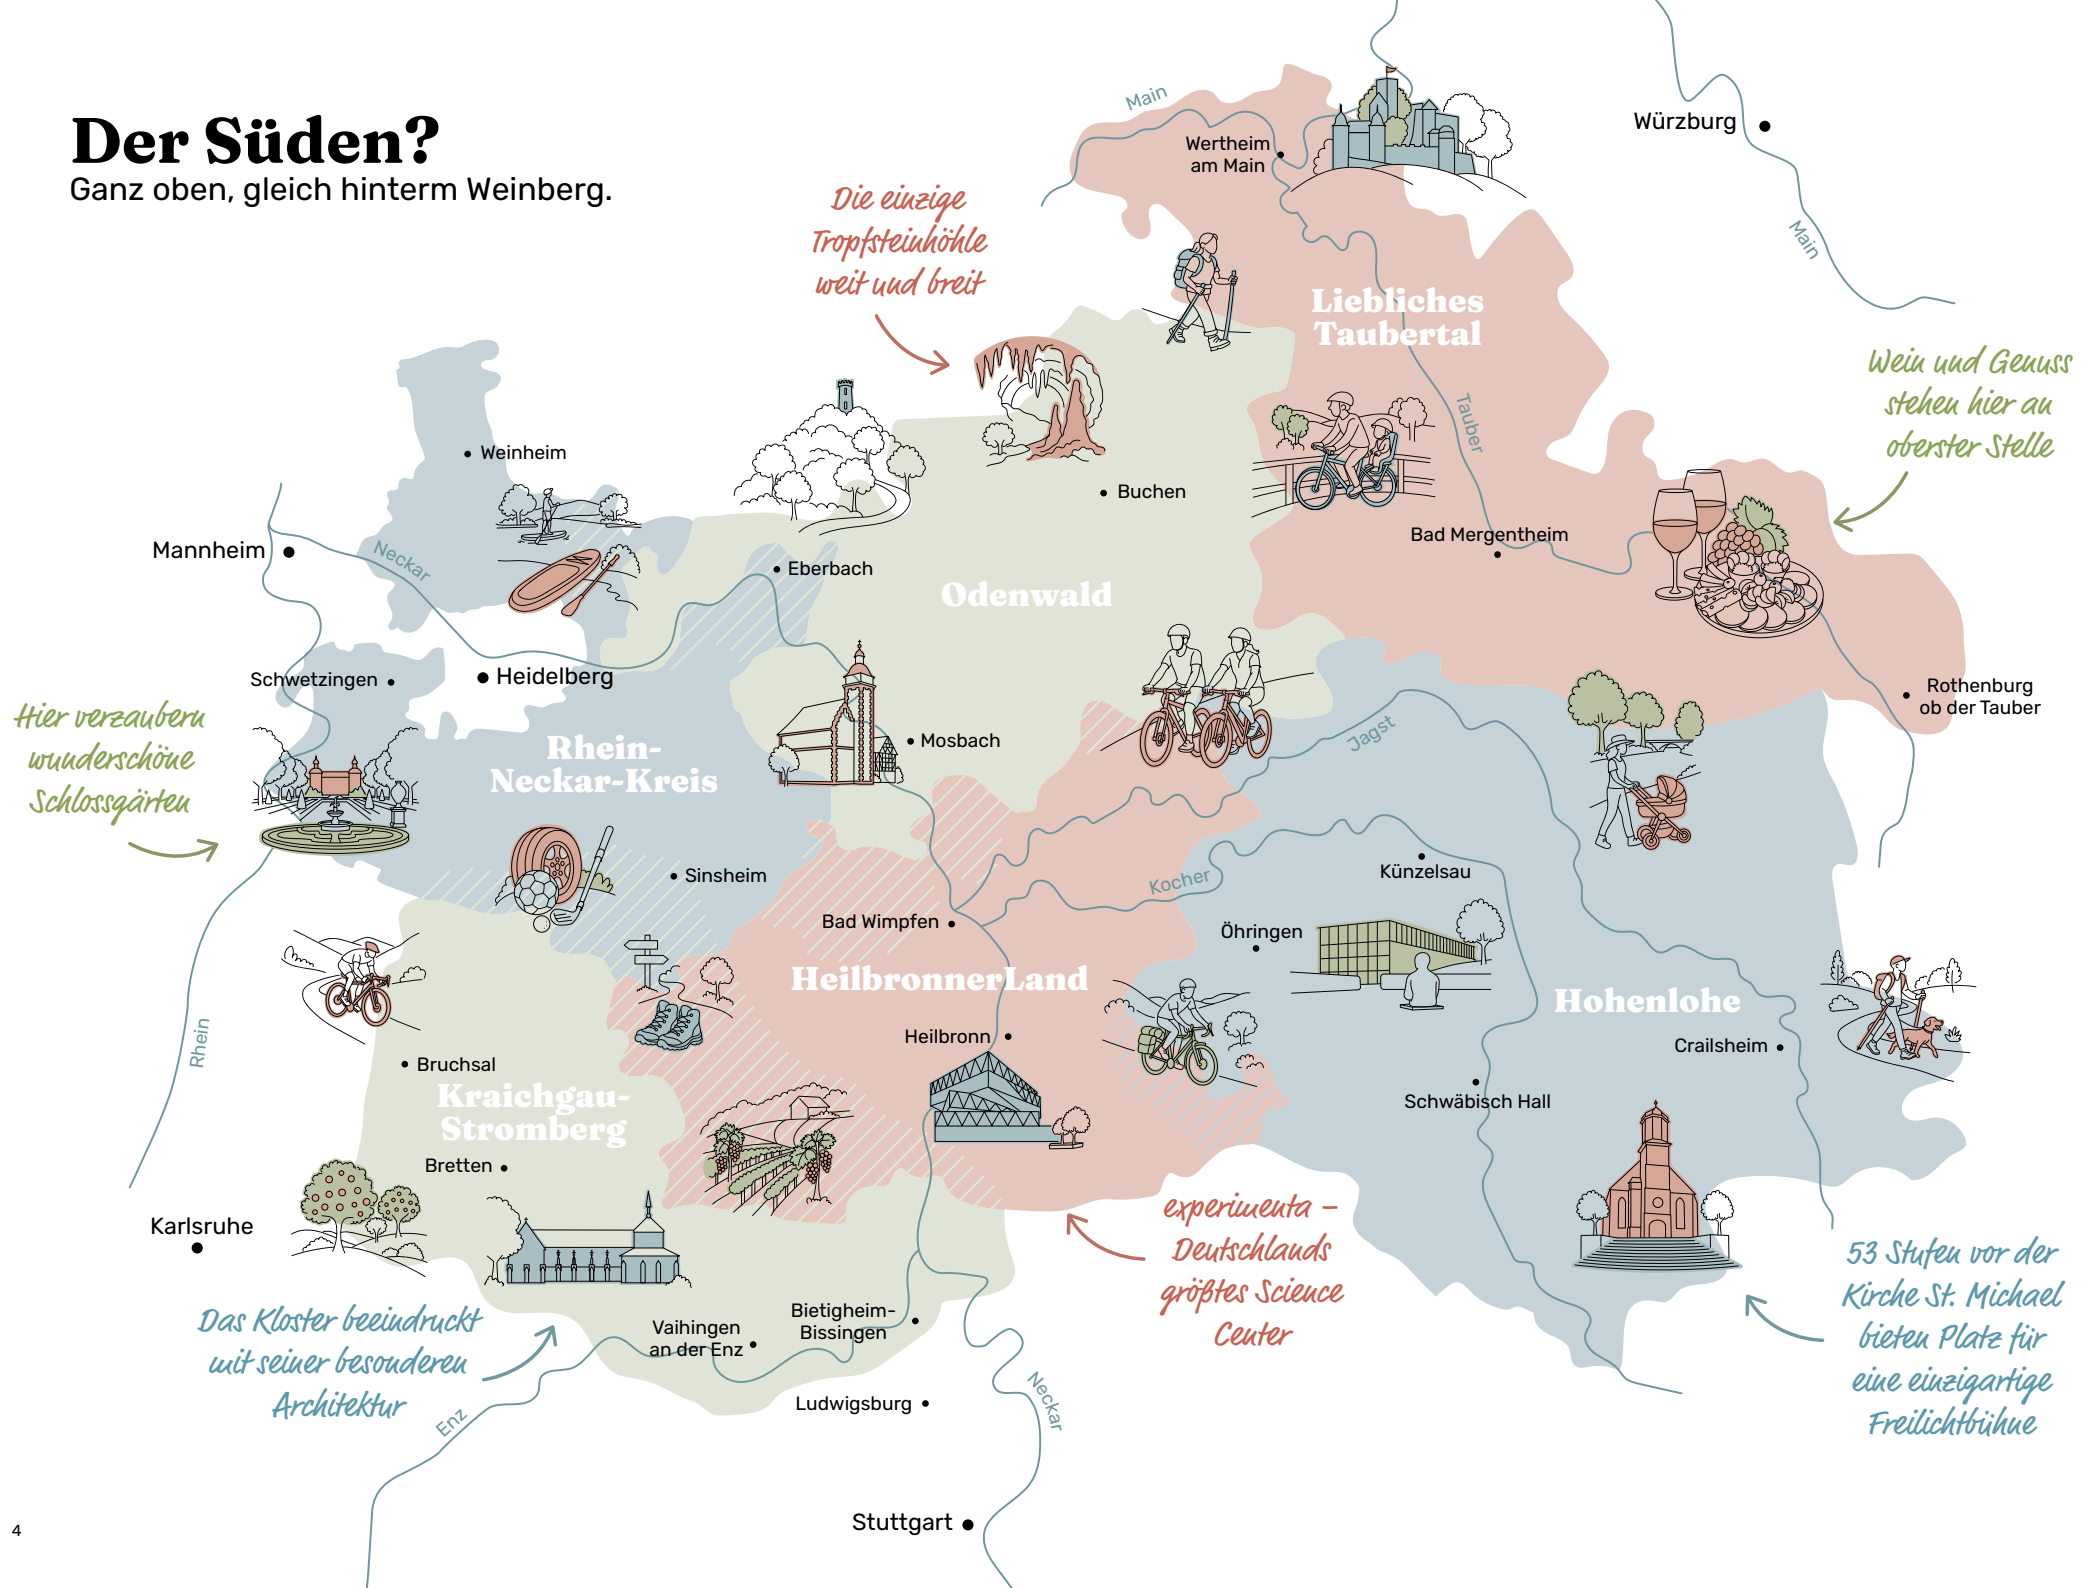 Der Süden?
Ganz oben, gleich hinterm Weinberg.
Main
Wertheim
am Main
Würzburg
Main
Die einzige
Tropfsteinhöhle
weit und breit
Liebliches
Taubertal
Wein und Genuss
stehen hier an
oberster Stelle
Tauber
Weinheim
Buchen
Bad Mergentheim
Mannheim
Neckar
Eberbach
Odenwald
Schwetzingen
Heidelberg
Rothenburg
ob der Tauber
Hier verzaubern
wunderschöne
Schlossgärten
Rhein-
Neckar-Kreis
Mosbach
Jagst
Sinsheim
Kocher
Künzelsau
Bad Wimpfen
Öhringen
HeilbronnerLand
Hohenlohe
Rhein
Heilbronn
Crailsheim
Bruchsal
Kraichgau-
Stromberg
Schwäbisch Hall
Bretten
Karlsruhe
experimenta –
Deutschlands
größtes Science
Center
53 Stufen vor der
Kirche St. Michael
bieten Platz für
eine einzigartige
Freilichtbühne
Das Kloster beeindruckt
mit seiner besonderen
Architektur
Vaihingen
an der Enz
Bietigheim-
Bissingen
Enz
Ludwigsburg
Neckar
Stuttgart
4